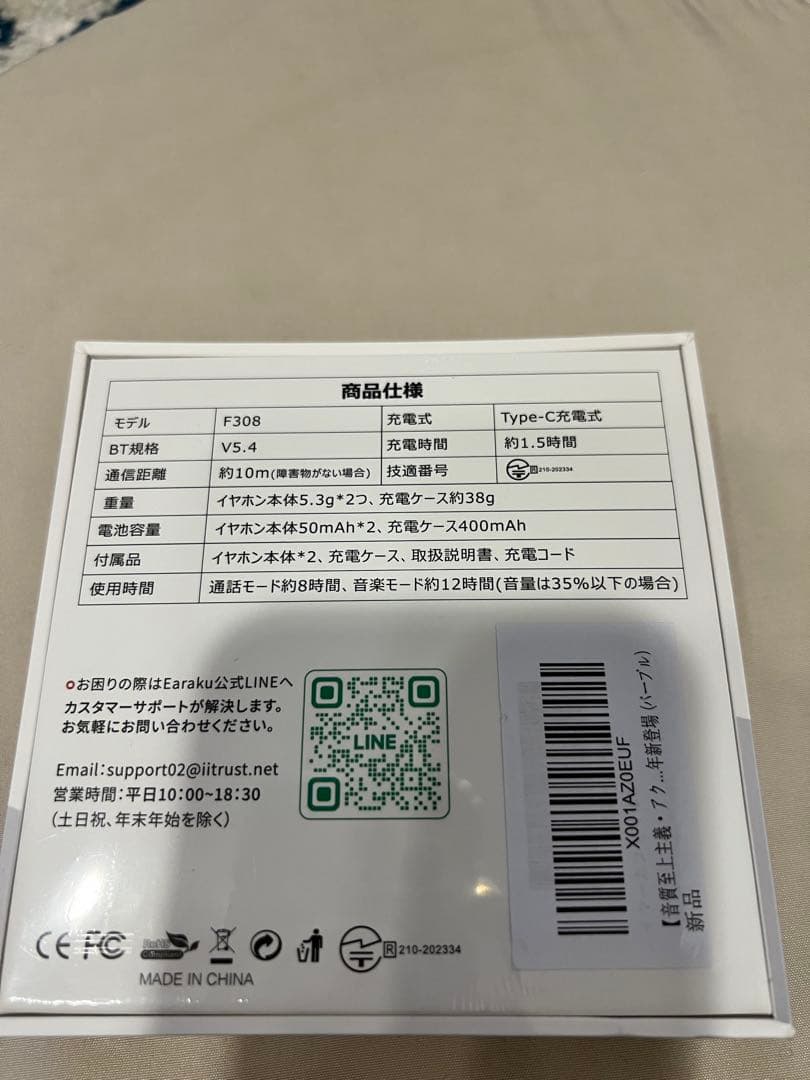 商品仕様
モデル F308 充電式 Type-C充電式
BT規格 V5.4 充電時間 約1.5時間
通信距離 約10m(障害物がない場合) 技適番号 R 210-202334
重量 イヤホン本体5.3g*2つ、充電ケース約38g
電池容量 イヤホン本体50mAh*2、充電ケース400mAh
付属品 イヤホン本体*2、充電ケース、取扱説明書、充電コード
使用時間 通話モード約8時間、音楽モード約12時間(音量は35%以下の場合)
お困りの際はEaraku公式LINEへ
カスタマーサポートが解決します。
お気軽にお問い合わせください。
LINE
Email:support02@iitrust.net
営業時間:平日10:00~18:30
(土日祝、年末年始を除く)
X001AZ0EUF
【音質至上主義・アク...年新登場 (パープル)
新品
CE FC RoHS R 210-202334
MADE IN CHINA